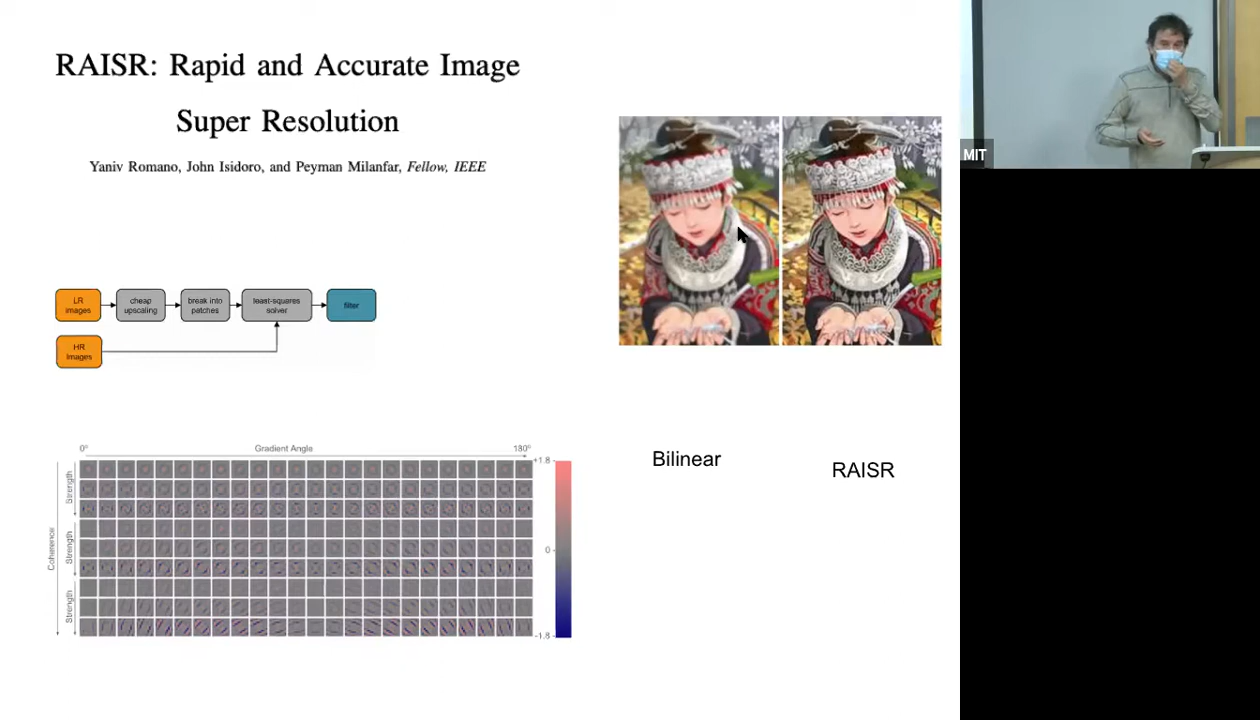 RAISR: Rapid and Accurate Image
Super Resolution
Yaniv Romano, John Isidoro, and Peyman Milanfar, Fellow, IEEE
MIT
LR
images
cheap
upscaling
break into
patches
least-squares
solver
filter
HR
images
0°
Gradient Angle
180°
Coherence
Strength
Strength
Strength
+1.8
0
-1.8
Bilinear
RAISR